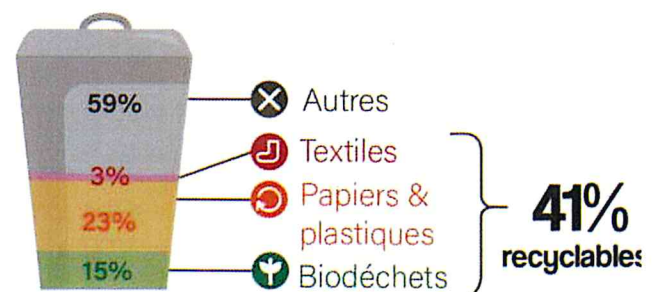 59% Autres
3% Textiles
23% Papiers &
plastiques
15% Biodéchets
41%
recyclables